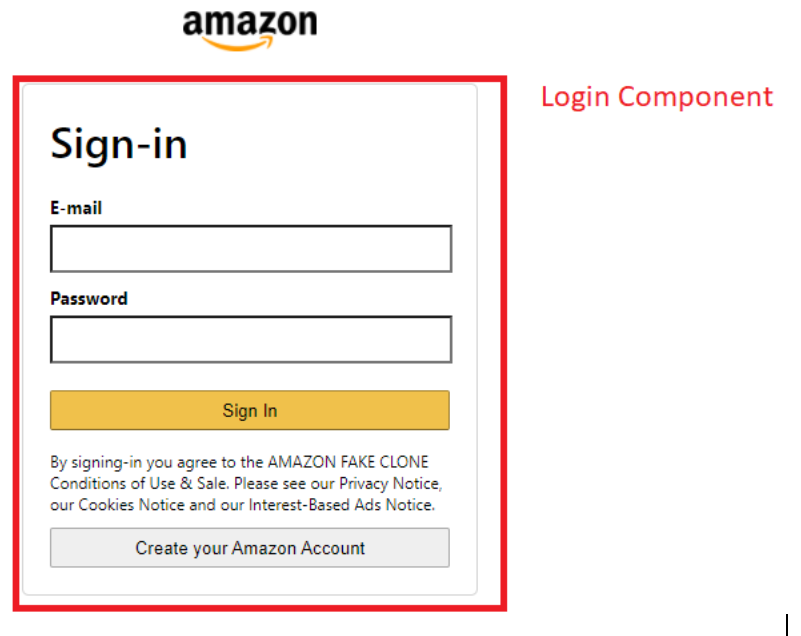 amazon
Login Component
Sign-in
E-mail
Password
Sign In
By signing-in you agree to the AMAZON FAKE CLONE
Conditions of Use & Sale. Please see our Privacy Notice,
our Cookies Notice and our Interest-Based Ads Notice.
Create your Amazon Account